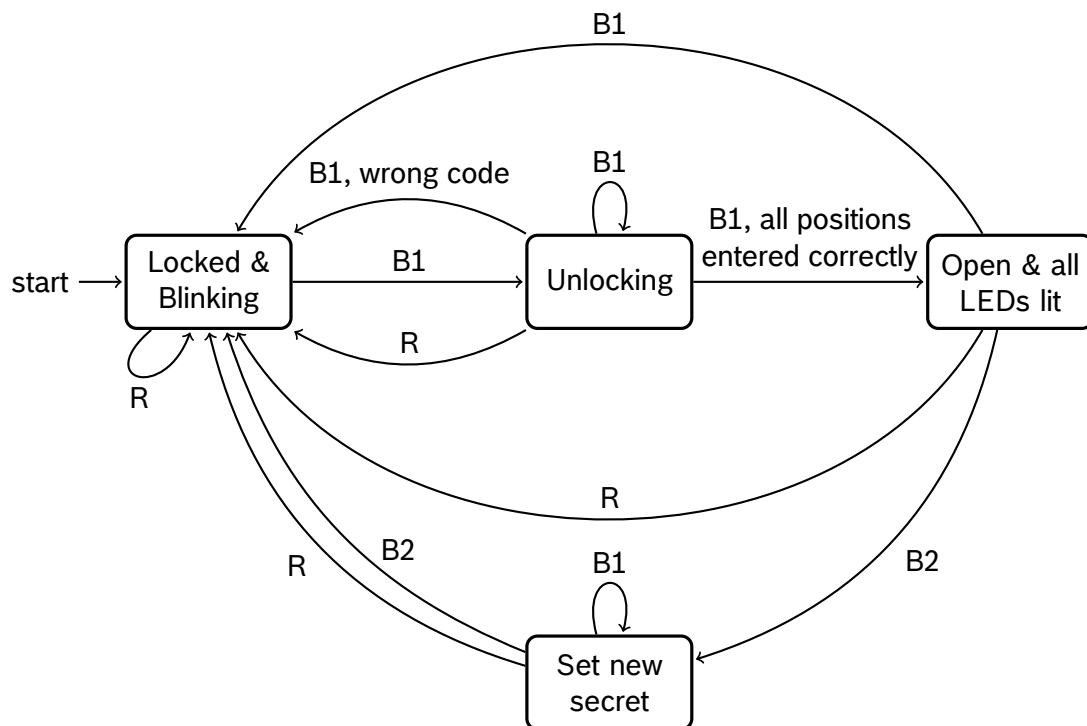 B1
B1, wrong code
B1
B1, all positions
entered correctly
start
Locked &
Blinking
B1
Unlocking
Open & all
LEDs lit
R
R
R
B2
R
B2
B1
Set new
secret